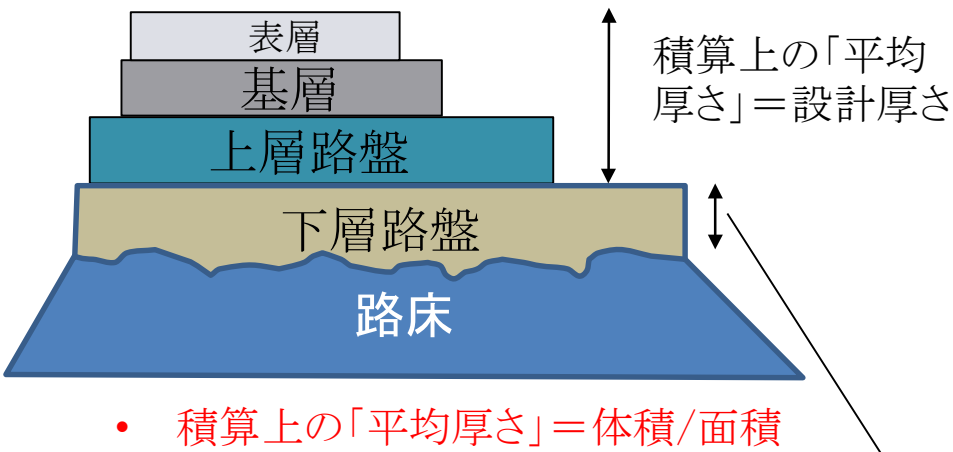 表層
基層
上層路盤
下層路盤
路床
積算上の「平均
厚さ」＝設計厚さ
• 積算上の「平均厚さ」＝体積/面積